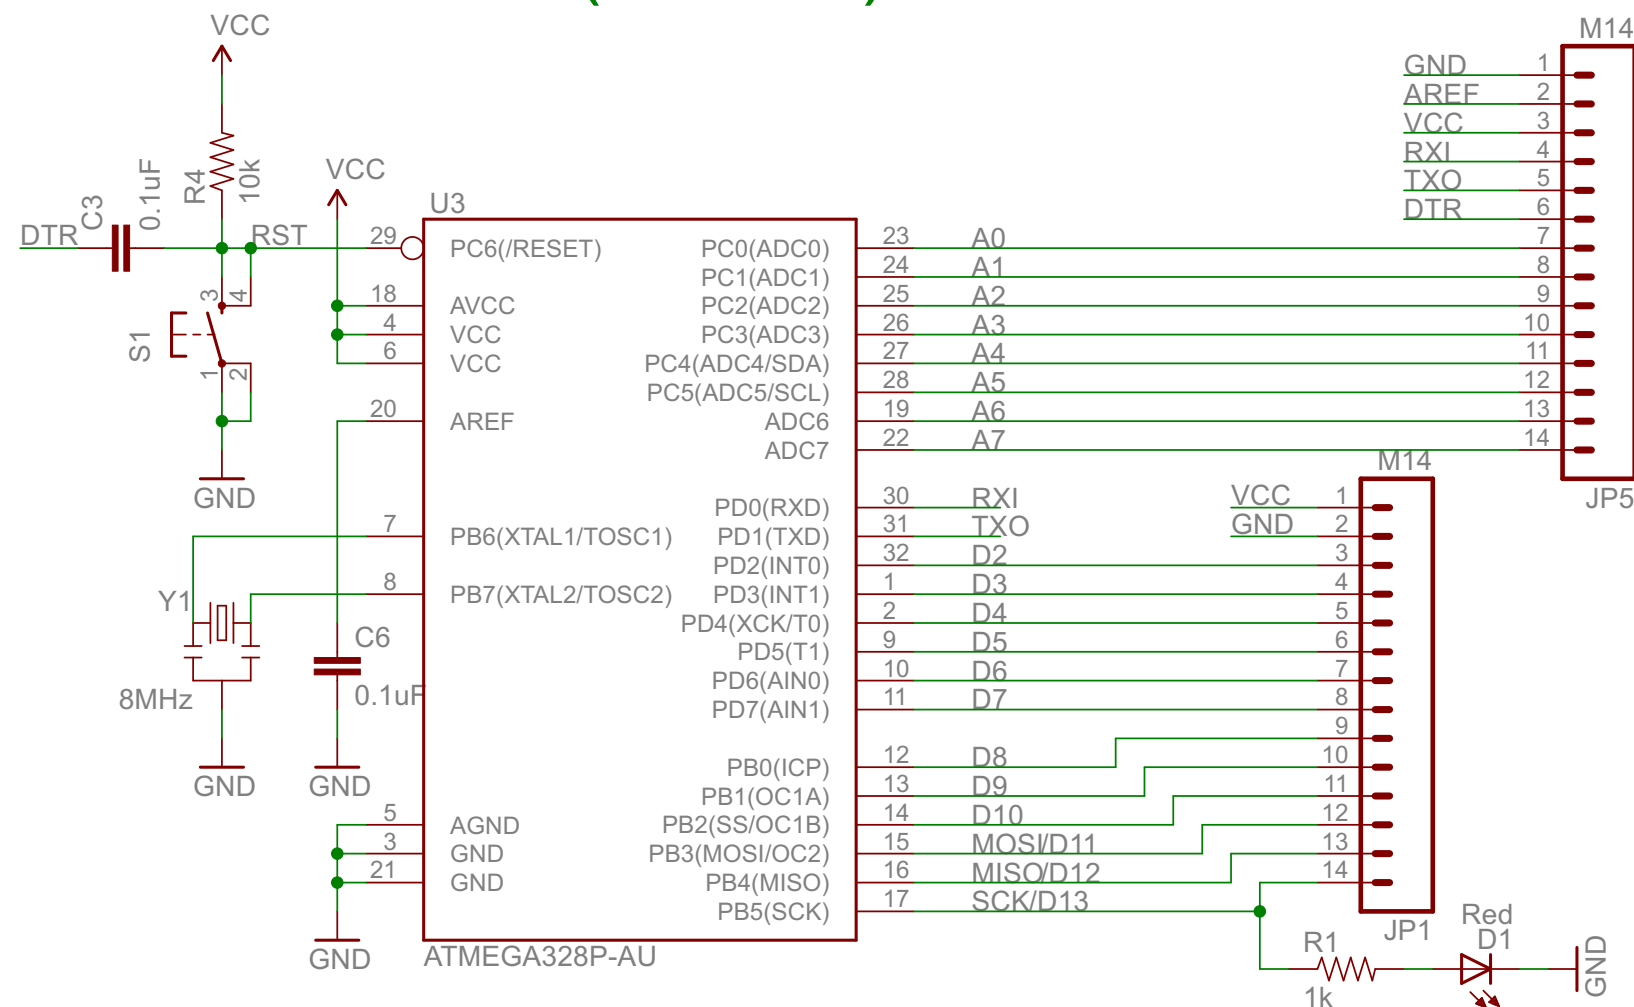 VCC
M14
GND 1
AREF 2
VCC 3
RXI 4
TXO 5
DTR 6
7
8
9
10
11
12
13
14
JP5
R4
10k
C3
0.1uF
DTR
RST
VCC
S1
3
4
1
2
GND
U3
29 PC6(/RESET)
18 AVCC
4 VCC
6 VCC
20 AREF
7 PB6(XTAL1/TOSC1)
8 PB7(XTAL2/TOSC2)
5 AGND
3 GND
21 GND
GND
Y1
8MHz
GND
C6
0.1uF
GND
PC0(ADC0) 23 A0
PC1(ADC1) 24 A1
PC2(ADC2) 25 A2
PC3(ADC3) 26 A3
PC4(ADC4/SDA) 27 A4
PC5(ADC5/SCL) 28 A5
ADC6 19 A6
ADC7 22 A7
PD0(RXD) 30 RXI
PD1(TXD) 31 TXO
PD2(INT0) 32 D2
PD3(INT1) 1 D3
PD4(XCK/T0) 2 D4
PD5(T1) 9 D5
PD6(AIN0) 10 D6
PD7(AIN1) 11 D7
PB0(ICP) 12 D8
PB1(OC1A) 13 D9
PB2(SS/OC1B) 14 D10
PB3(MOSI/OC2) 15 MOSI/D11
PB4(MISO) 16 MISO/D12
PB5(SCK) 17 SCK/D13
ATMEGA328P-AU
M14
VCC 1
GND 2
3
4
5
6
7
8
9
10
11
12
13
14
JP1
R1
1k
Red
D1
GND